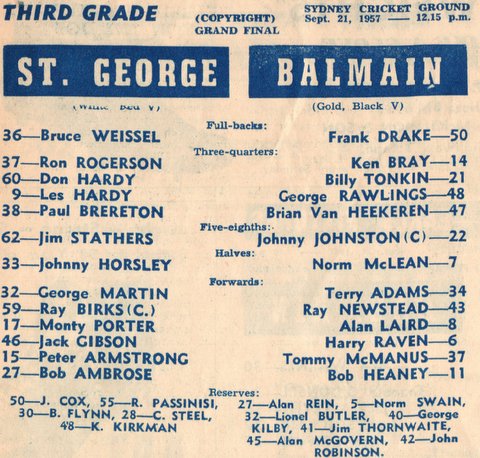 THIRD GRADE (COPYRIGHT) SYDNEY CRICKET GROUND
GRAND FINAL Sept. 21, 1957 — 12.15 p.m.
ST. GEORGE BALMAIN
(White Red V) (Gold, Black V)
Full-backs:
36—Bruce WEISSEL Frank DRAKE—50
Three-quarters:
37—Ron ROGERSON Ken BRAY—14
60—Don HARDY Billy TONKIN—21
9—Les HARDY George RAWLINGS—48
38—Paul BRERETON Brian Van HEEKEREN—47
Five-eighths:
62—Jim STATHERS Johnny JOHNSTON(C)—22
Halves:
33—Johnny HORSLEY Norm McLEAN—7
Forwards:
32—George MARTIN Terry ADAMS—34
59—Ray BIRKS(C.) Ray NEWSTEAD—43
17—Monty PORTER Alan LAIRD—8
46—Jack GIBSON Harry RAVEN—6
15—Peter ARMSTRONG Tommy McMANUS—37
27—Bob AMBROSE Bob HEANEY—11
Reserves:
50—J. COX, 55—R. PASSINISI, 27—Alan REIN, 5—Norm SWAIN,
30—B. FLYNN, 28—C. STEEL, 32—Lionel BUTLER, 40—George
48—K. KIRKMAN KILBY, 41—Jim THORNWAITE,
45—Alan McGOVERN, 42—John
ROBINSON.